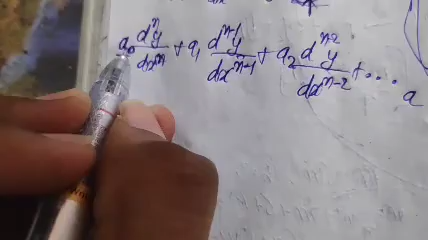 a₀ dⁿy/dxⁿ + a₁ dⁿ⁻¹y/dxⁿ⁻¹ + a₂ dⁿ⁻²y/dxⁿ⁻² + ... a